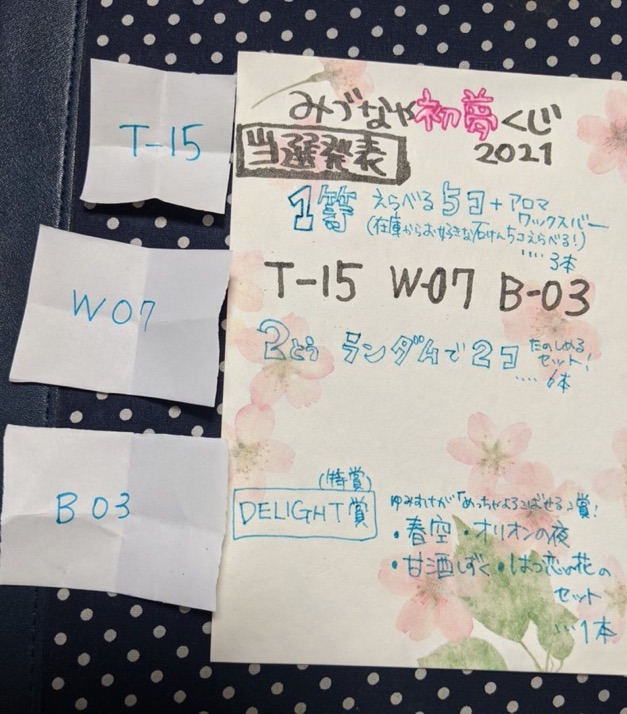 T-15
W07
B 03
みづなや初夢くじ
2021
当選発表
1等 えらべる5コ+アロマ
ワックスバー
(在庫からお好きな石けん5コえらべる!)
....3本
T-15 W-07 B-03
2とう ランダムで2コ たのしめる
セット!
....6本
(特賞)
DELIGHT賞
ゆみすけが「めっちゃよろこばせる」賞!
・春空・オリオンの夜
・甘酒しずく・はつ恋の花の
セット
...1本